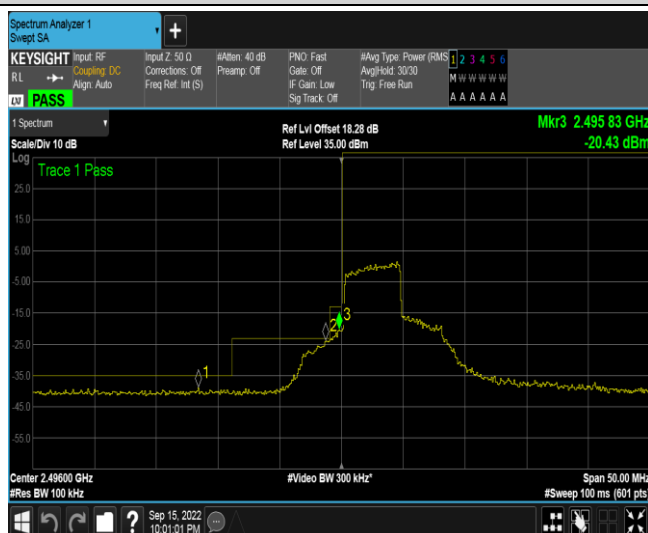 Spectrum Analyzer 1
Swept SA
+
KEYSIGHT
RL
LXI PASS
Input: RF
Coupling: DC
Align: Auto
Input Z: 50 Ω
Corrections: Off
Freq Ref: Int (S)
#Atten: 40 dB
Preamp: Off
PNO: Fast
Gate: Off
IF Gain: Low
Sig Track: Off
#Avg Type: Power (RMS
Avg|Hold: 30/30
Trig: Free Run
1 2 3 4 5 6
M W W W W W
A A A A A A
1 Spectrum
Scale/Div 10 dB
Ref Lvl Offset 18.28 dB
Ref Level 35.00 dBm
Mkr3 2.495 83 GHz
-20.43 dBm
Log
Trace 1 Pass
25.0
15.0
5.00
-5.00
-15.0
-25.0
-35.0
-45.0
-55.0
1
2
3
Center 2.49600 GHz
#Res BW 100 kHz
#Video BW 300 kHz*
Span 50.00 MHz
#Sweep 100 ms (601 pts)
?
Sep 15, 2022
10:01:01 PM